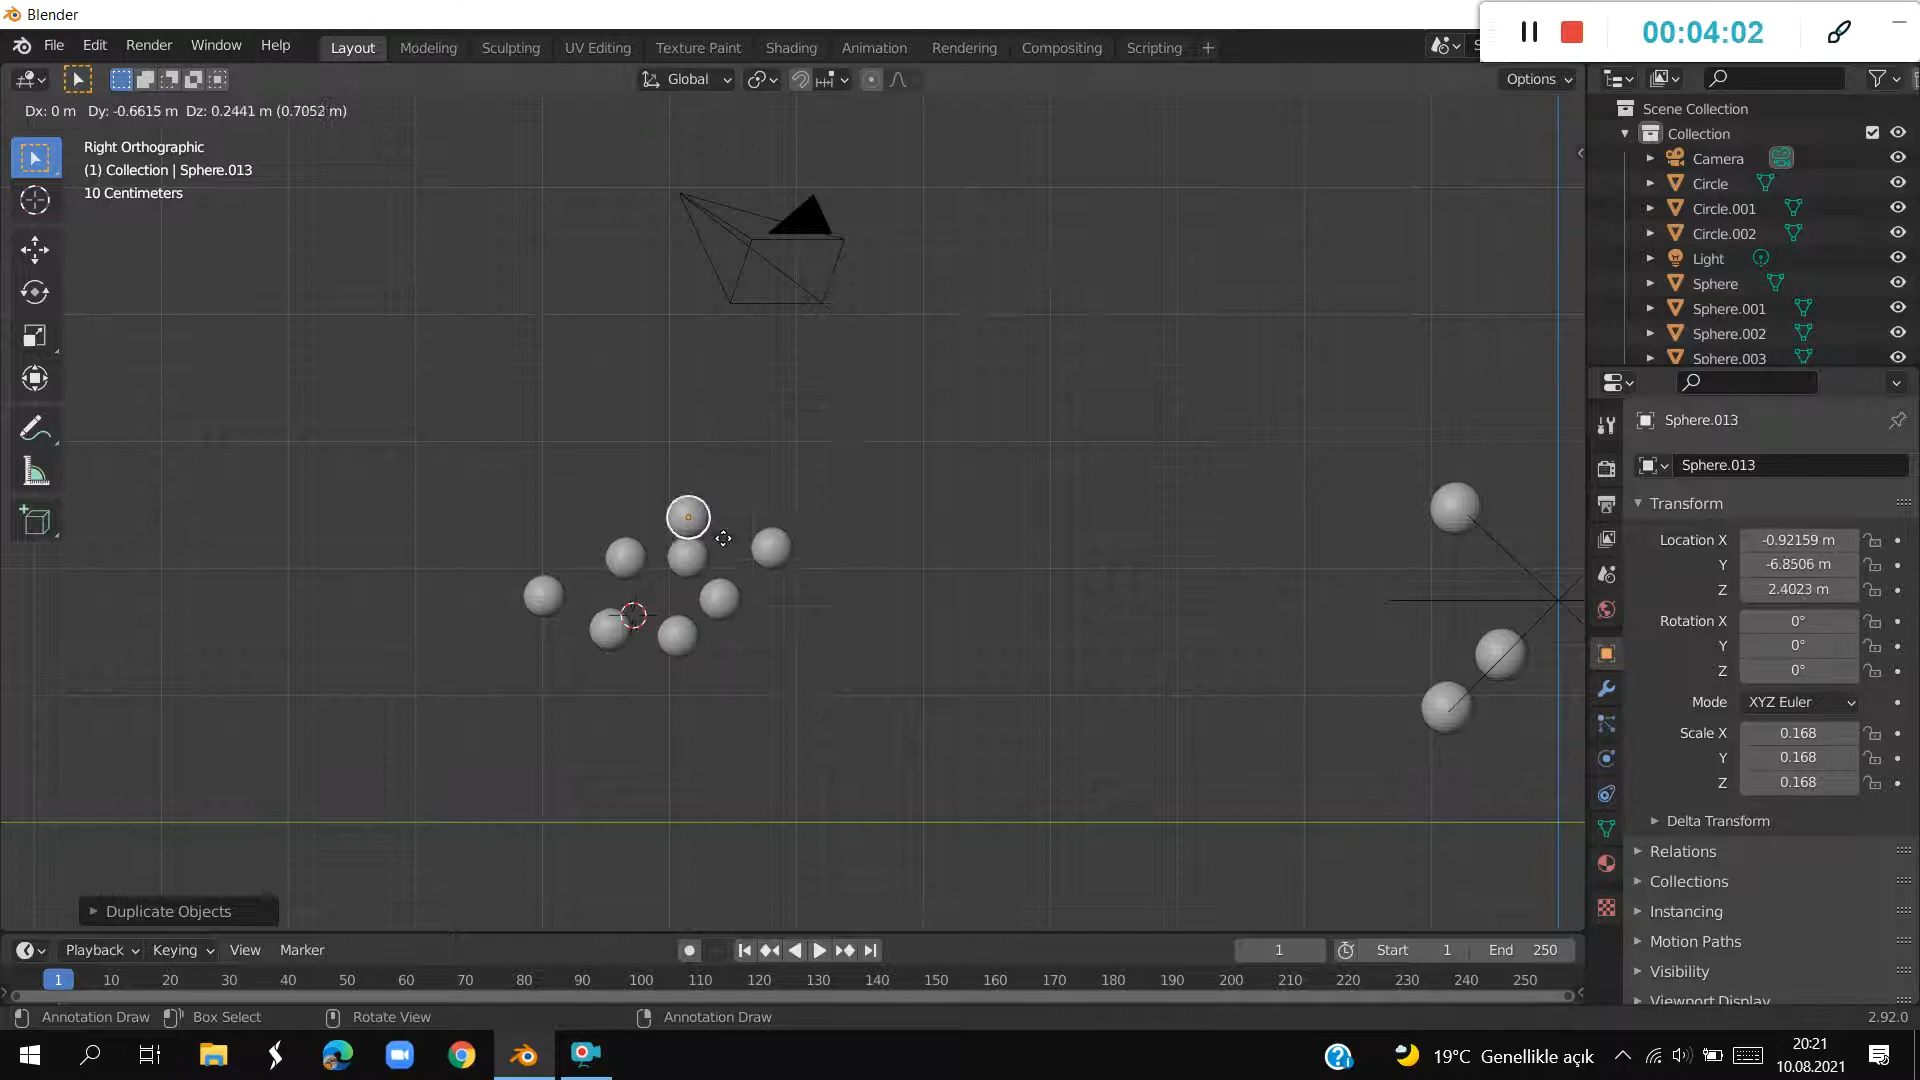 Blender
00:04:02
File Edit Render Window Help
Layout Modeling Sculpting UV Editing Texture Paint Shading Animation Rendering Compositing Scripting +
Global
Options
Dx: 0 m Dy: -0.6615 m Dz: 0.2441 m (0.7052 m)
Right Orthographic
(1) Collection | Sphere.013
10 Centimeters
Scene Collection
Collection
Camera
Circle
Circle.001
Circle.002
Light
Sphere
Sphere.001
Sphere.002
Sphere.003
Sphere.013
Sphere.013
Transform
Location X -0.92159 m
Y -6.8506 m
Z 2.4023 m
Rotation X 0°
Y 0°
Z 0°
Mode XYZ Euler
Scale X 0.168
Y 0.168
Z 0.168
Delta Transform
Relations
Collections
Instancing
Motion Paths
Visibility
Viewport Display
Duplicate Objects
Playback Keying View Marker
1 Start 1 End 250
1 10 20 30 40 50 60 70 80 90 100 110 120 130 140 150 160 170 180 190 200 210 220 230 240 250
Annotation Draw Box Select Rotate View Annotation Draw 2.92.0
19°C Genellikle açık
20:21
10.08.2021